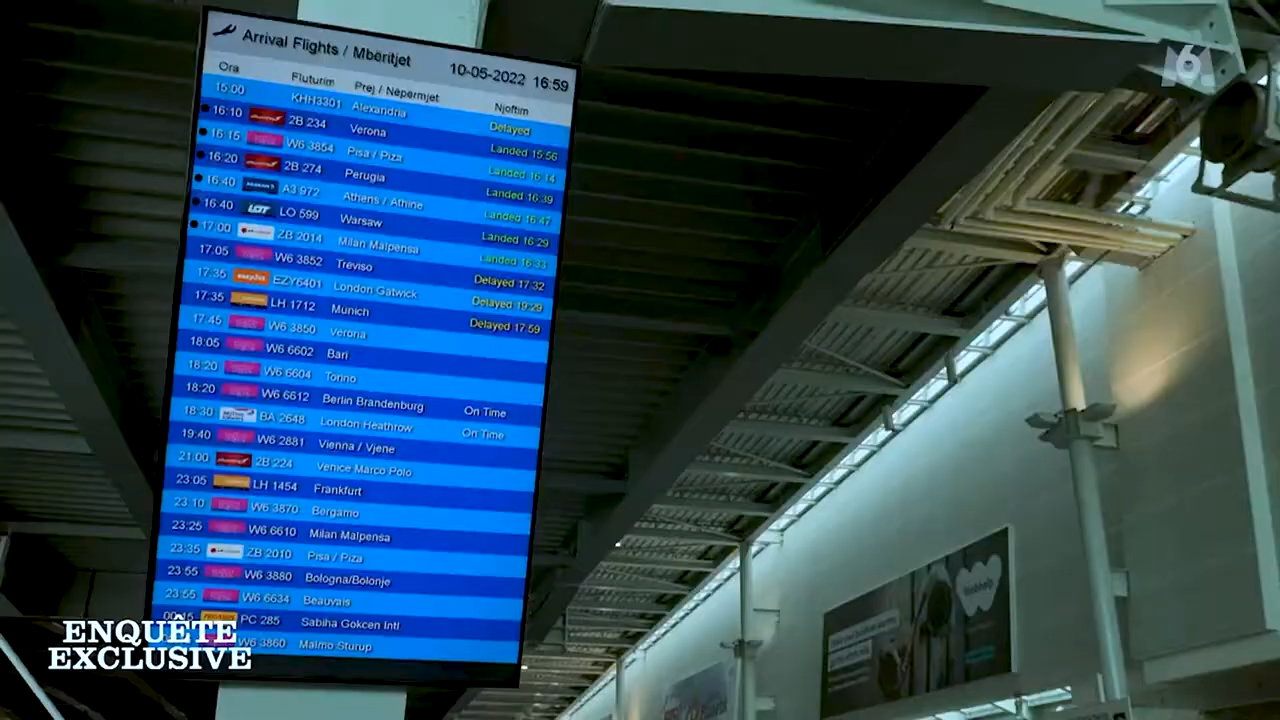 Arrival Flights / Mbërritjet 10-05-2022 16:59
Ora Fluturim Prej / Nëpërmjet Njoftim
15:00 KHH3301 Alexandria Delayed
16:10 2B 234 Verona Landed 15:56
16:15 W6 3854 Pisa / Piza Landed 16:14
16:20 2B 274 Perugia Landed 16:39
16:40 A3 972 Athens / Athine Landed 16:47
16:40 LOT LO 599 Warsaw Landed 16:29
17:00 ZB 2014 Milan Malpensa Landed 16:33
17:05 W6 3852 Treviso Delayed 17:32
17:35 easyJet EZY6401 London Gatwick Delayed 19:29
17:35 LH 1712 Munich Delayed 17:59
17:45 W6 3850 Verona
18:05 W6 6602 Bari
18:20 W6 6604 Torino
18:20 W6 6612 Berlin Brandenburg On Time
18:30 BA 2648 London Heathrow On Time
19:40 W6 2881 Vienna / Vjene
21:00 2B 224 Venice Marco Polo
23:05 LH 1454 Frankfurt
23:10 W6 3870 Bergamo
23:25 W6 6610 Milan Malpensa
23:35 ZB 2010 Pisa / Piza
23:55 W6 3880 Bologna/Bolonje
23:55 W6 6634 Beauvais
00:15 PEGASUS PC 285 Sabiha Gokcen Intl
W6 3860 Malmo Sturup
6
webhelp
ENQUÊTE
EXCLUSIVE